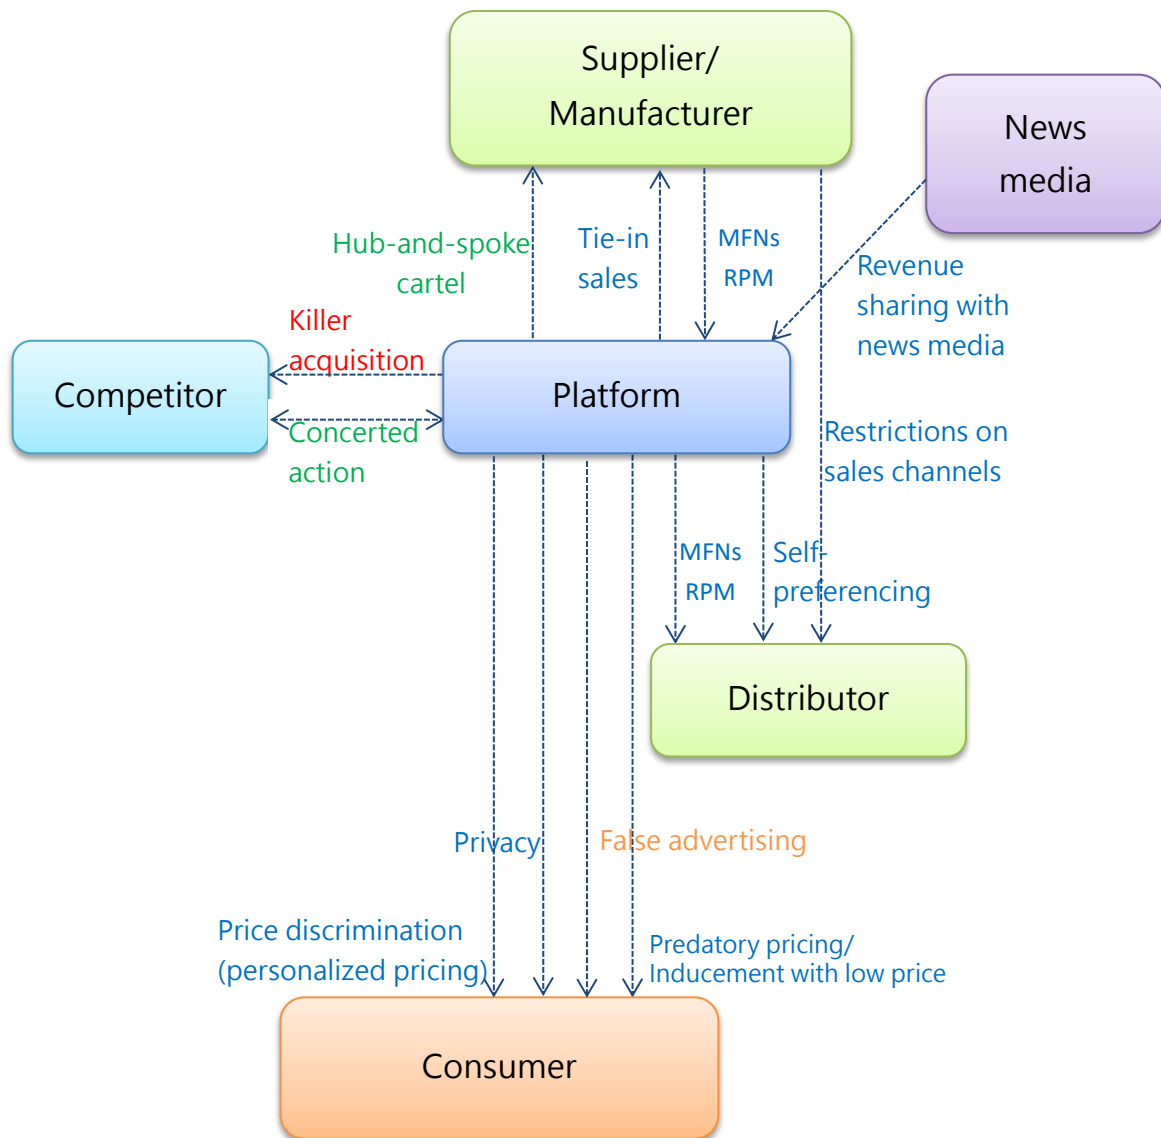 Supplier/
Manufacturer
News
media
Hub-and-spoke
cartel
Tie-in
sales
MFNs
RPM
Revenue
sharing with
news media
Killer
acquisition
Competitor
Platform
Concerted
action
Restrictions on
sales channels
MFNs
RPM
Self-
preferencing
Distributor
Privacy
False advertising
Price discrimination
(personalized pricing)
Predatory pricing/
Inducement with low price
Consumer